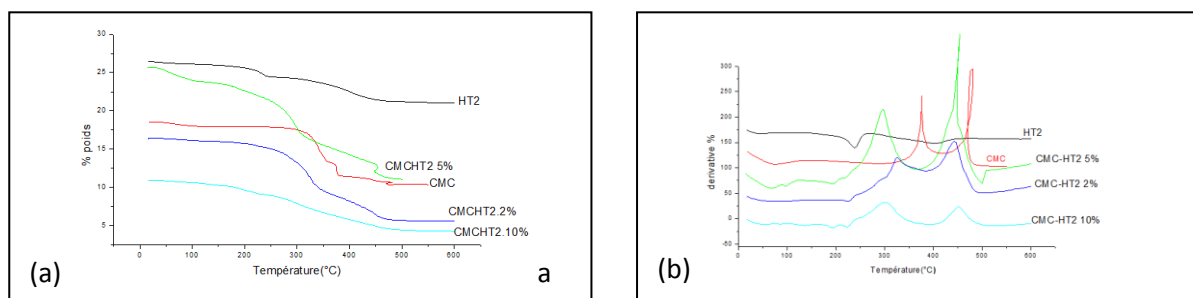 30
25
20
15
10
5
0
100
200
300
400
500
600
% poids
Température(°C)
HT2
CMCHT2 5%
CMC
CMCHT2.2%
CMCHT2.10%
(a)
a
300
250
200
150
100
50
0
-50
0
100
200
300
400
500
600
derivative %
Température(°C)
HT2
CMC
CMC-HT2 5%
CMC-HT2 2%
CMC-HT2 10%
(b)